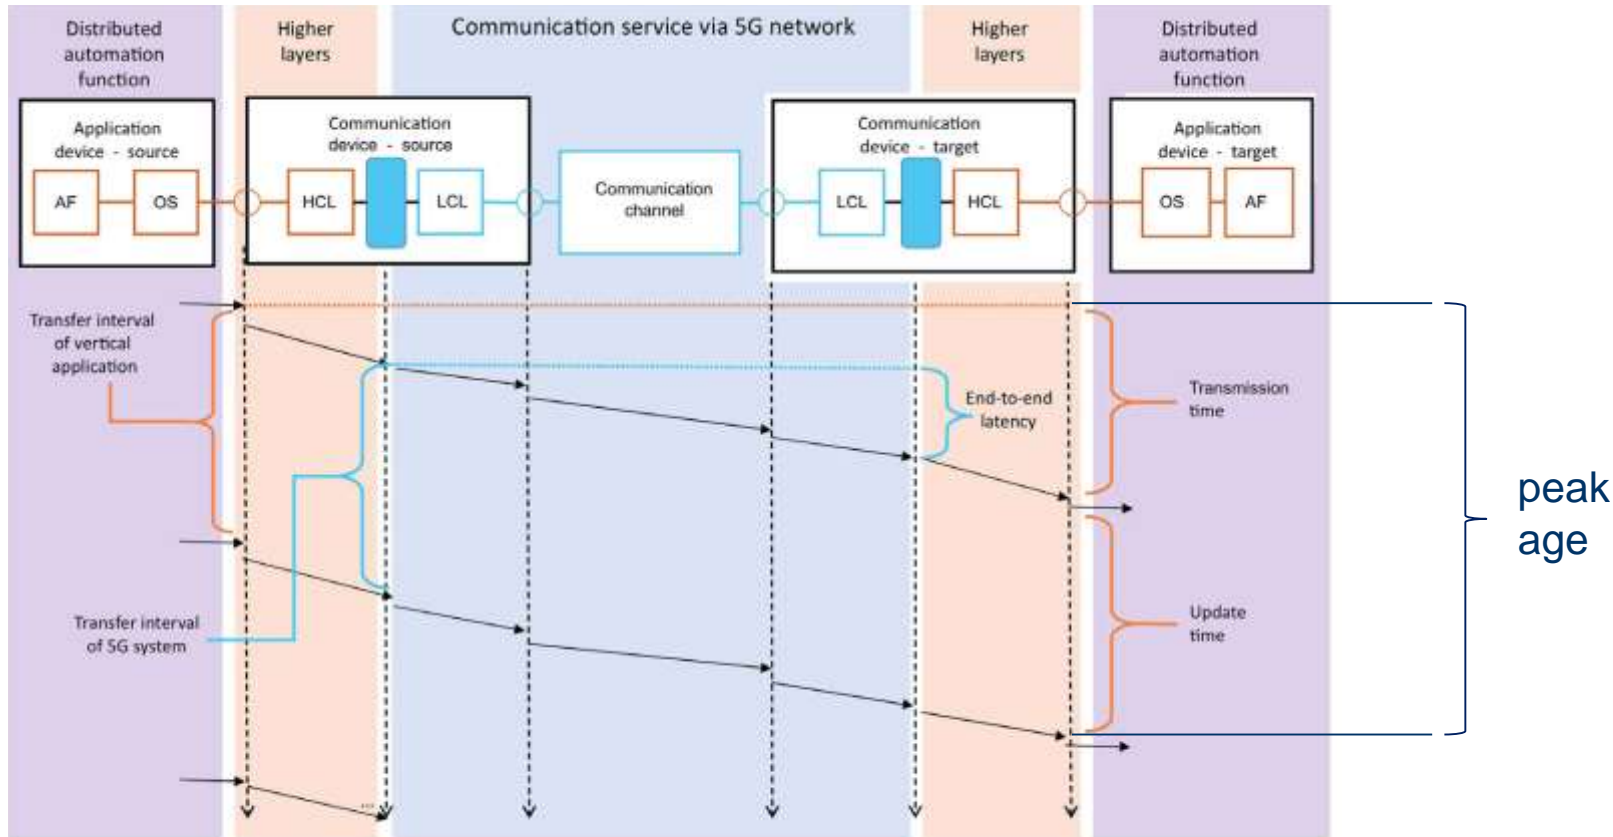 Distributed
automation
function
Higher
layers
Communication service via 5G network
Higher
layers
Distributed
automation
function
Application
device - source
AF
OS
Communication
device - source
HCL
LCL
Communication
channel
Communication
device - target
LCL
HCL
Application
device - target
OS
AF
Transfer interval
of vertical
application
End-to-end
latency
Transmission
time
peak
age
Transfer interval
of 5G system
Update
time
...